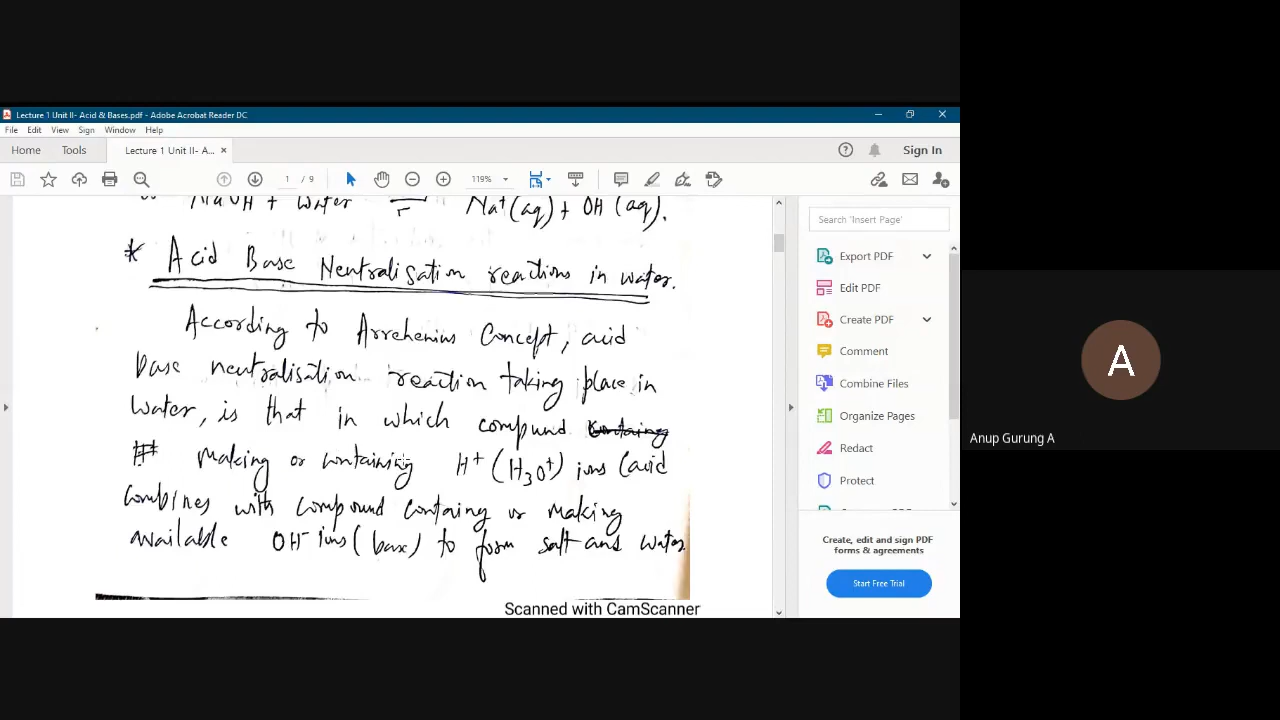 Lecture 1 Unit II- Acid & Bases.pdf - Adobe Acrobat Reader DC
File Edit View Sign Window Help
Home Tools Lecture 1 Unit II- A... × Sign In
1 / 9 119%
NaOH + Water ⇌ Na+(aq) + OH (aq).
* Acid Base Neutralisation reactions in water.
According to Arrehenius Concept, acid
base neutralisation reaction taking place in
water, is that in which compound containg
making or containing H+ (H3O+) ions (acid
combines with compound containg or making
available OH- ions (base) to form salt and water.
Scanned with CamScanner
Search 'Insert Page'
Export PDF
Edit PDF
Create PDF
Comment
Combine Files
Organize Pages
Redact
Protect
Create, edit and sign PDF
forms & agreements
Start Free Trial
A
Anup Gurung A